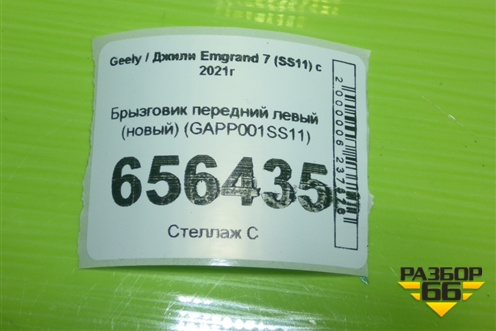 Geely / Джили Emgrand 7 (SS11) с
2021г
Брызговик передний левый
(новый) (GAPP001SS11)
656435
Стеллаж С
РАЗБОР
66